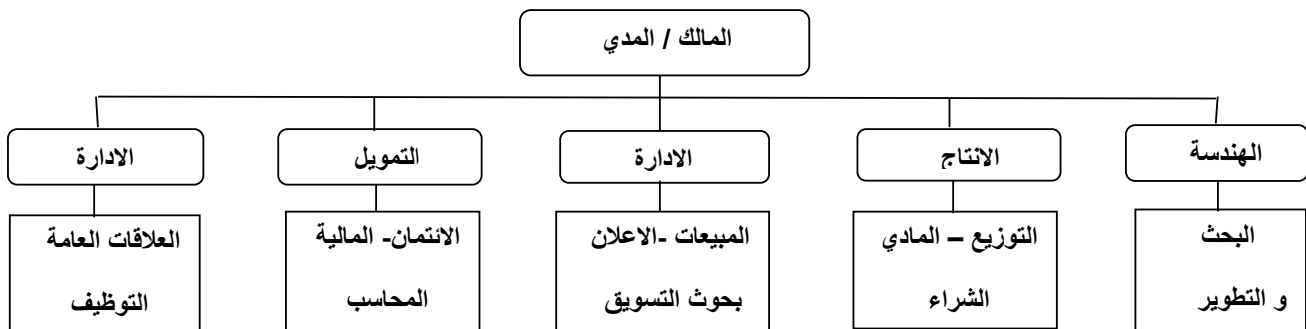 المالك / المدي
الهندسة
الانتاج
الادارة
التمويل
الادارة
البحث
و التطوير
التوزيع – المادي
الشراء
المبيعات -الاعلان
بحوث التسويق
الائتمان- المالية
المحاسب
العلاقات العامة
التوظيف